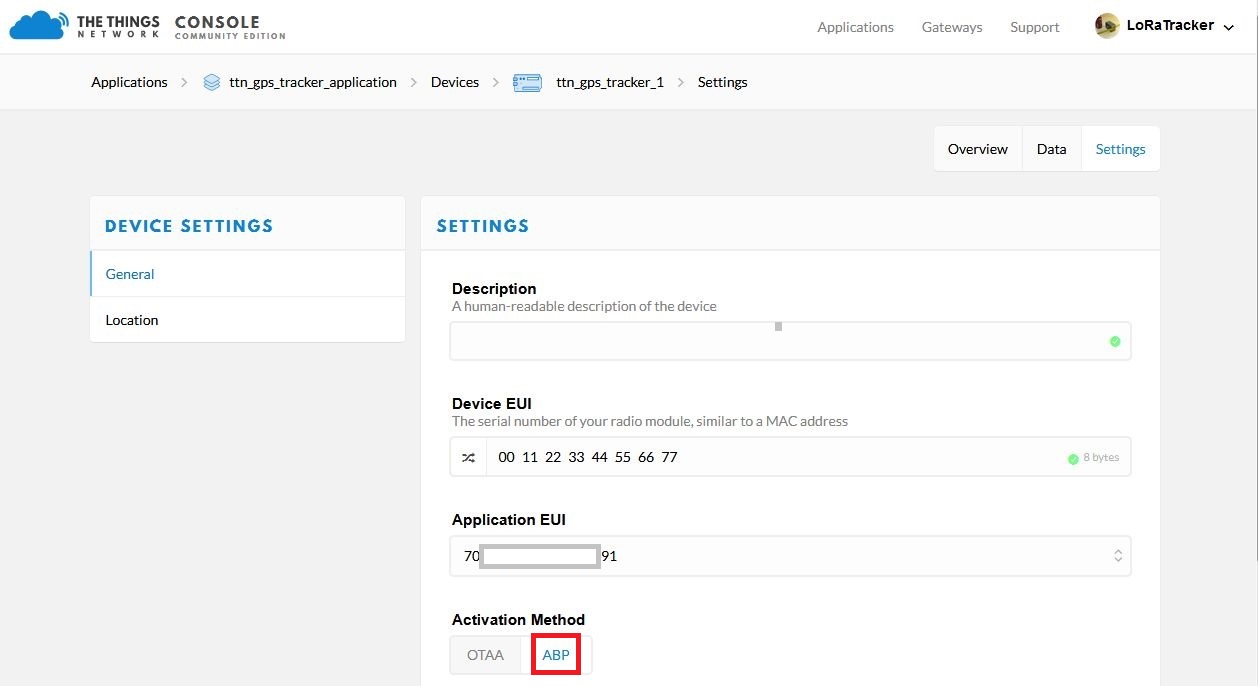 THE THINGS NETWORK CONSOLE COMMUNITY EDITION
Applications Gateways Support LoRaTracker
Applications > ttn_gps_tracker_application > Devices > ttn_gps_tracker_1 > Settings
Overview Data Settings
DEVICE SETTINGS
General
Location
SETTINGS
Description
A human-readable description of the device
Device EUI
The serial number of your radio module, similar to a MAC address
00 11 22 33 44 55 66 77 8 bytes
Application EUI
70 91
Activation Method
OTAA ABP